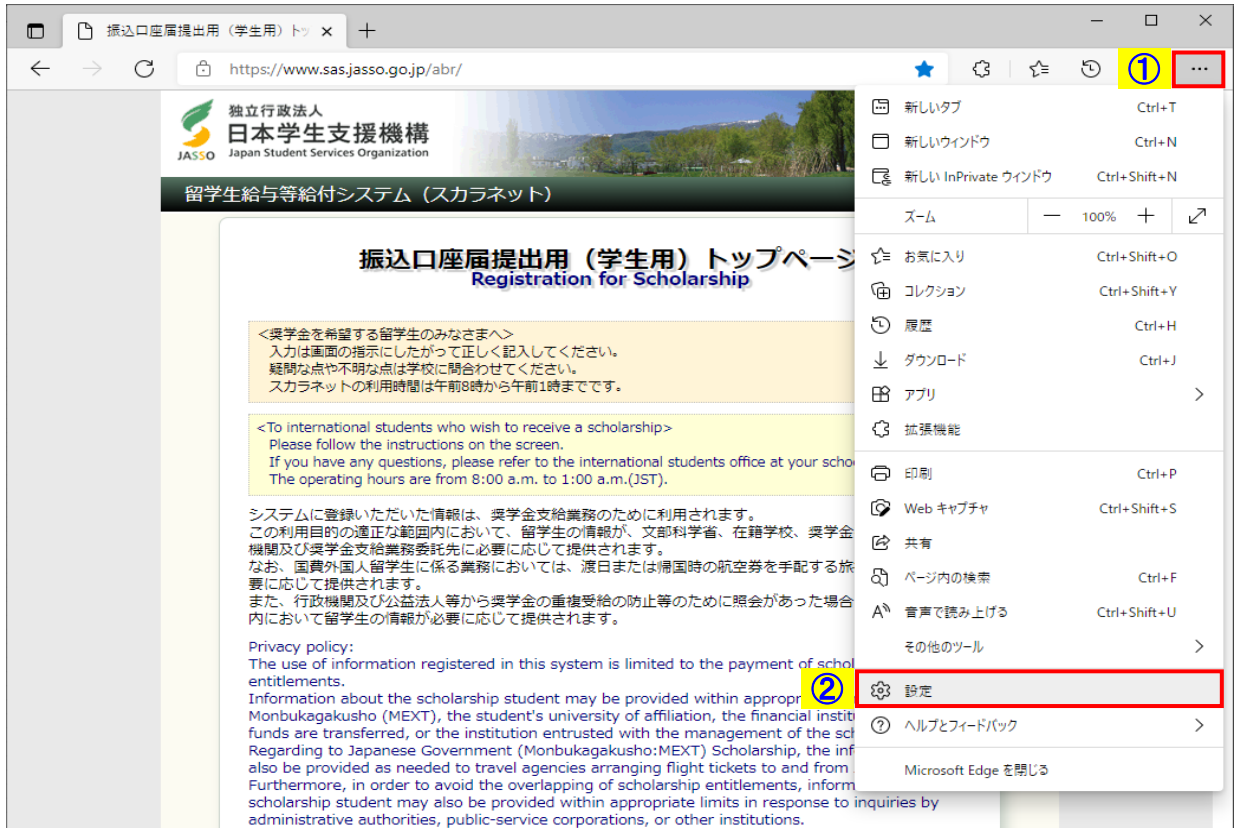 振込口座届提出用（学生用）トッ
https://www.sas.jasso.go.jp/abr/
①
独立行政法人
日本学生支援機構
JASSO Japan Student Services Organization
留学生給与等給付システム（スカラネット）
振込口座届提出用（学生用）トップページ
Registration for Scholarship
<奨学金を希望する留学生のみなさまへ>
入力は画面の指示にしたがって正しく記入してください。
疑問な点や不明な点は学校に問合わせてください。
スカラネットの利用時間は午前8時から午前1時までです。
<To international students who wish to receive a scholarship>
Please follow the instructions on the screen.
If you have any questions, please refer to the international students office at your scho
The operating hours are from 8:00 a.m. to 1:00 a.m.(JST).
システムに登録いただいた情報は、奨学金支給業務のために利用されます。
この利用目的の適正な範囲内において、留学生の情報が、文部科学省、在籍学校、奨学金
機関及び奨学金支給業務委託先に必要に応じて提供されます。
なお、国費外国人留学生に係る業務においては、渡日または帰国時の航空券を手配する旅
要に応じて提供されます。
また、行政機関及び公益法人等から奨学金の重複受給の防止等のために照会があった場合
内において留学生の情報が必要に応じて提供されます。
Privacy policy:
The use of information registered in this system is limited to the payment of schol
entitlements.
Information about the scholarship student may be provided within appropr
Monbukagakusho (MEXT), the student's university of affiliation, the financial instit
funds are transferred, or the institution entrusted with the management of the sch
Regarding to Japanese Government (Monbukagakusho:MEXT) Scholarship, the inf
also be provided as needed to travel agencies arranging flight tickets to and from
Furthermore, in order to avoid the overlapping of scholarship entitlements, inform
scholarship student may also be provided within appropriate limits in response to inquiries by
administrative authorities, public-service corporations, or other institutions.
新しいタブ Ctrl+T
新しいウィンドウ Ctrl+N
新しい InPrivate ウィンドウ Ctrl+Shift+N
ズーム 100%
お気に入り Ctrl+Shift+O
コレクション Ctrl+Shift+Y
履歴 Ctrl+H
ダウンロード Ctrl+J
アプリ
拡張機能
印刷 Ctrl+P
Web キャプチャ Ctrl+Shift+S
共有
ページ内の検索 Ctrl+F
音声で読み上げる Ctrl+Shift+U
その他のツール
② 設定
ヘルプとフィードバック
Microsoft Edge を閉じる